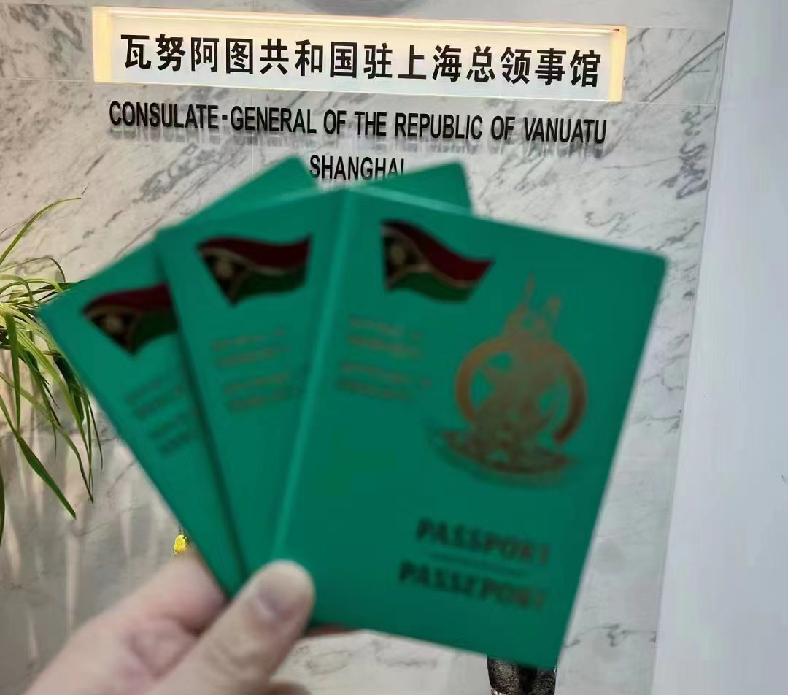 瓦努阿图共和国驻上海总领事馆
CONSULATE-GENERAL OF THE REPUBLIC OF VANUATU
SHANGHAI
PASSPORT
PASSEPORT